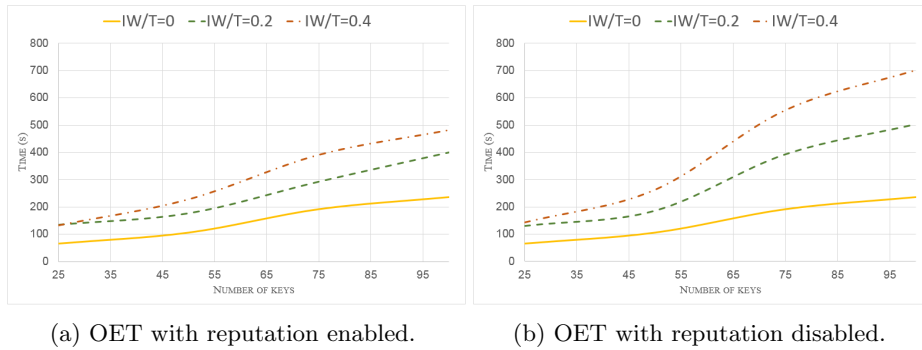 IW/T=0 IW/T=0.2 IW/T=0.4
800
700
600
500
400
300
200
100
0
TIME (S)
25 35 45 55 65 75 85 95
NUMBER OF KEYS
(a) OET with reputation enabled.
IW/T=0 IW/T=0.2 IW/T=0.4
800
700
600
500
400
300
200
100
0
TIME (S)
25 35 45 55 65 75 85 95
NUMBER OF KEYS
(b) OET with reputation disabled.